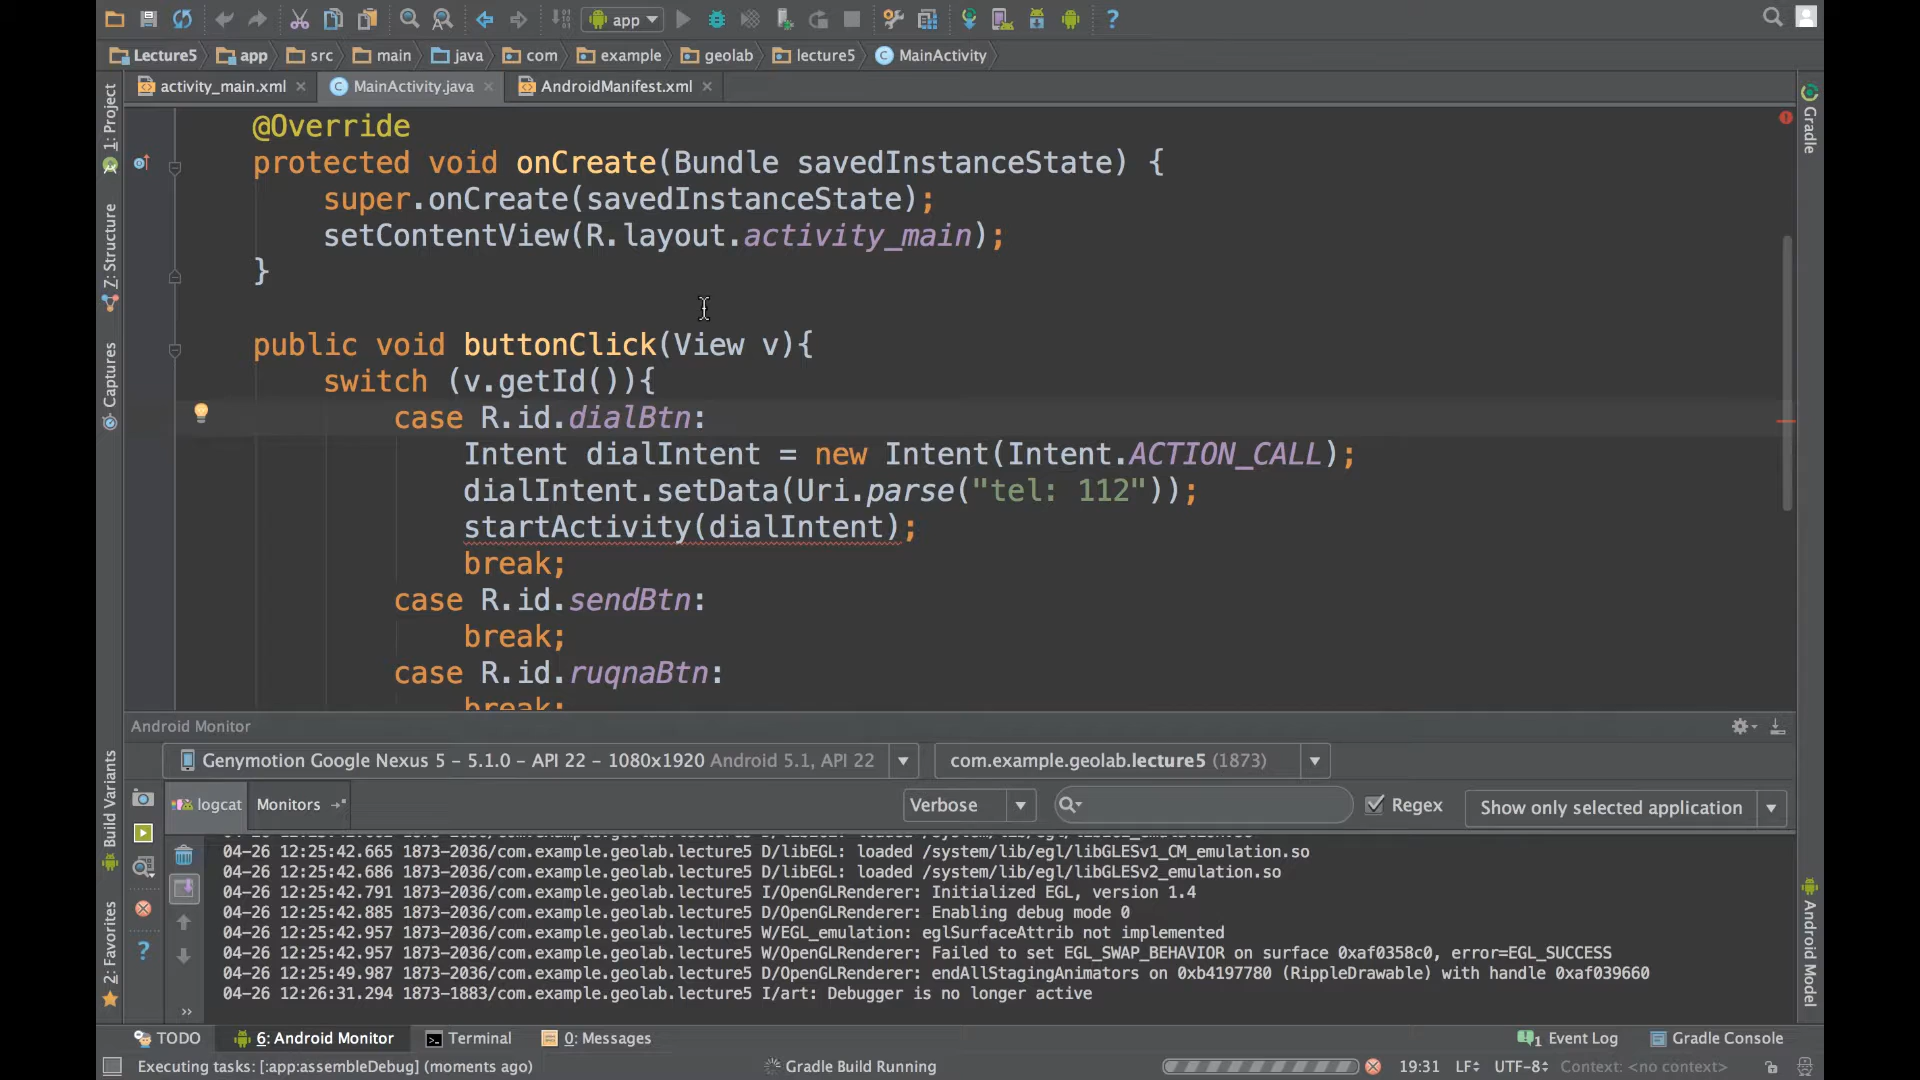 app
Lecture5 app src main java com example geolab lecture5 MainActivity
activity_main.xml MainActivity.java AndroidManifest.xml
1: Project
7: Structure
Captures
Build Variants
2: Favorites
@Override
protected void onCreate(Bundle savedInstanceState) {
super.onCreate(savedInstanceState);
setContentView(R.layout.activity_main);
}
public void buttonClick(View v){
switch (v.getId()){
case R.id.dialBtn:
Intent dialIntent = new Intent(Intent.ACTION_CALL);
dialIntent.setData(Uri.parse("tel: 112"));
startActivity(dialIntent);
break;
case R.id.sendBtn:
break;
case R.id.ruqnaBtn:
break;
Gradle
Android Model
Android Monitor
Genymotion Google Nexus 5 - 5.1.0 - API 22 - 1080x1920 Android 5.1, API 22
com.example.geolab.lecture5 (1873)
logcat Monitors
Verbose
Regex
Show only selected application
04-26 12:25:42.665 1873-2036/com.example.geolab.lecture5 D/libEGL: loaded /system/lib/egl/libGLESv1_CM_emulation.so
04-26 12:25:42.686 1873-2036/com.example.geolab.lecture5 D/libEGL: loaded /system/lib/egl/libGLESv2_emulation.so
04-26 12:25:42.791 1873-2036/com.example.geolab.lecture5 I/OpenGLRenderer: Initialized EGL, version 1.4
04-26 12:25:42.885 1873-2036/com.example.geolab.lecture5 D/OpenGLRenderer: Enabling debug mode 0
04-26 12:25:42.957 1873-2036/com.example.geolab.lecture5 W/EGL_emulation: eglSurfaceAttrib not implemented
04-26 12:25:42.957 1873-2036/com.example.geolab.lecture5 W/OpenGLRenderer: Failed to set EGL_SWAP_BEHAVIOR on surface 0xaf0358c0, error=EGL_SUCCESS
04-26 12:25:49.987 1873-2036/com.example.geolab.lecture5 D/OpenGLRenderer: endAllStagingAnimators on 0xb4197780 (RippleDrawable) with handle 0xaf039660
04-26 12:26:31.294 1873-1883/com.example.geolab.lecture5 I/art: Debugger is no longer active
TODO 6: Android Monitor Terminal 0: Messages 1 Event Log Gradle Console
Executing tasks: [:app:assembleDebug] (moments ago) Gradle Build Running 19:31 LF UTF-8 Context: <no context>